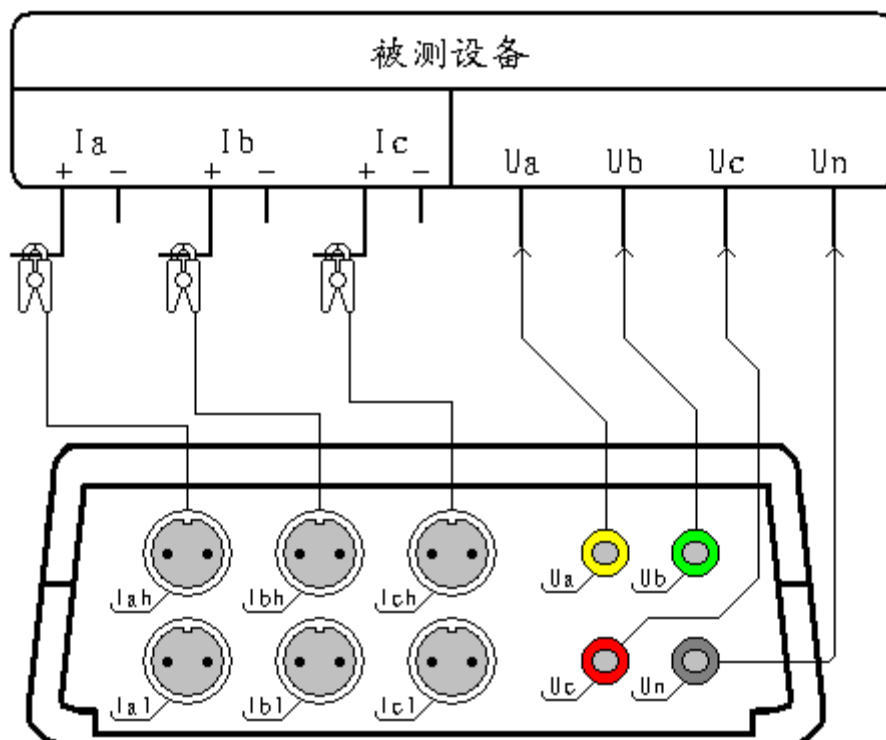 被测设备
Ia Ib Ic
+ - + - + -
Ua Ub Uc Un
Iah Ibh Ich Ua Ub
Ial Ibl Icl Uc Un